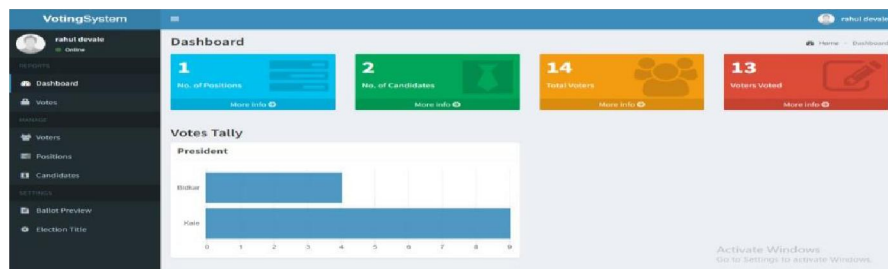 VotingSystem
rahul devale
rahul devale
Online
Dashboard
Home > Dashboard
REPORTS
Dashboard
Votes
MANAGE
Voters
Positions
Candidates
SETTINGS
Ballot Preview
Election Title
1
No. of Positions
More info
2
No. of Candidates
More info
14
Total Voters
More info
13
Voters Voted
More info
Votes Tally
President
0 1 2 3 4 5 6 7 8 9
Activate Windows
Go to Settings to activate Windows.